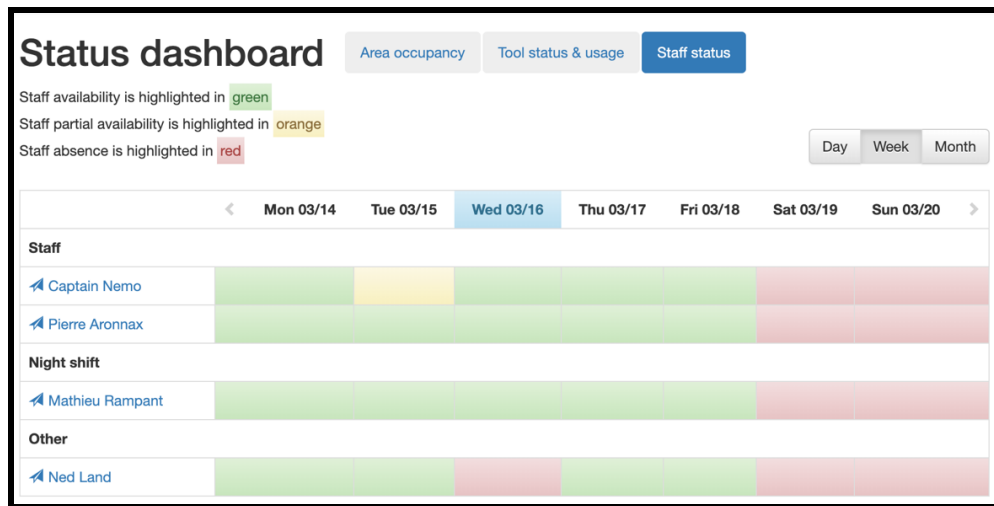 Status dashboard Area occupancy Tool status & usage Staff status
Staff availability is highlighted in green
Staff partial availability is highlighted in orange
Staff absence is highlighted in red
Day Week Month
Mon 03/14 Tue 03/15 Wed 03/16 Thu 03/17 Fri 03/18 Sat 03/19 Sun 03/20
Staff
Captain Nemo
Pierre Aronnax
Night shift
Mathieu Rampant
Other
Ned Land